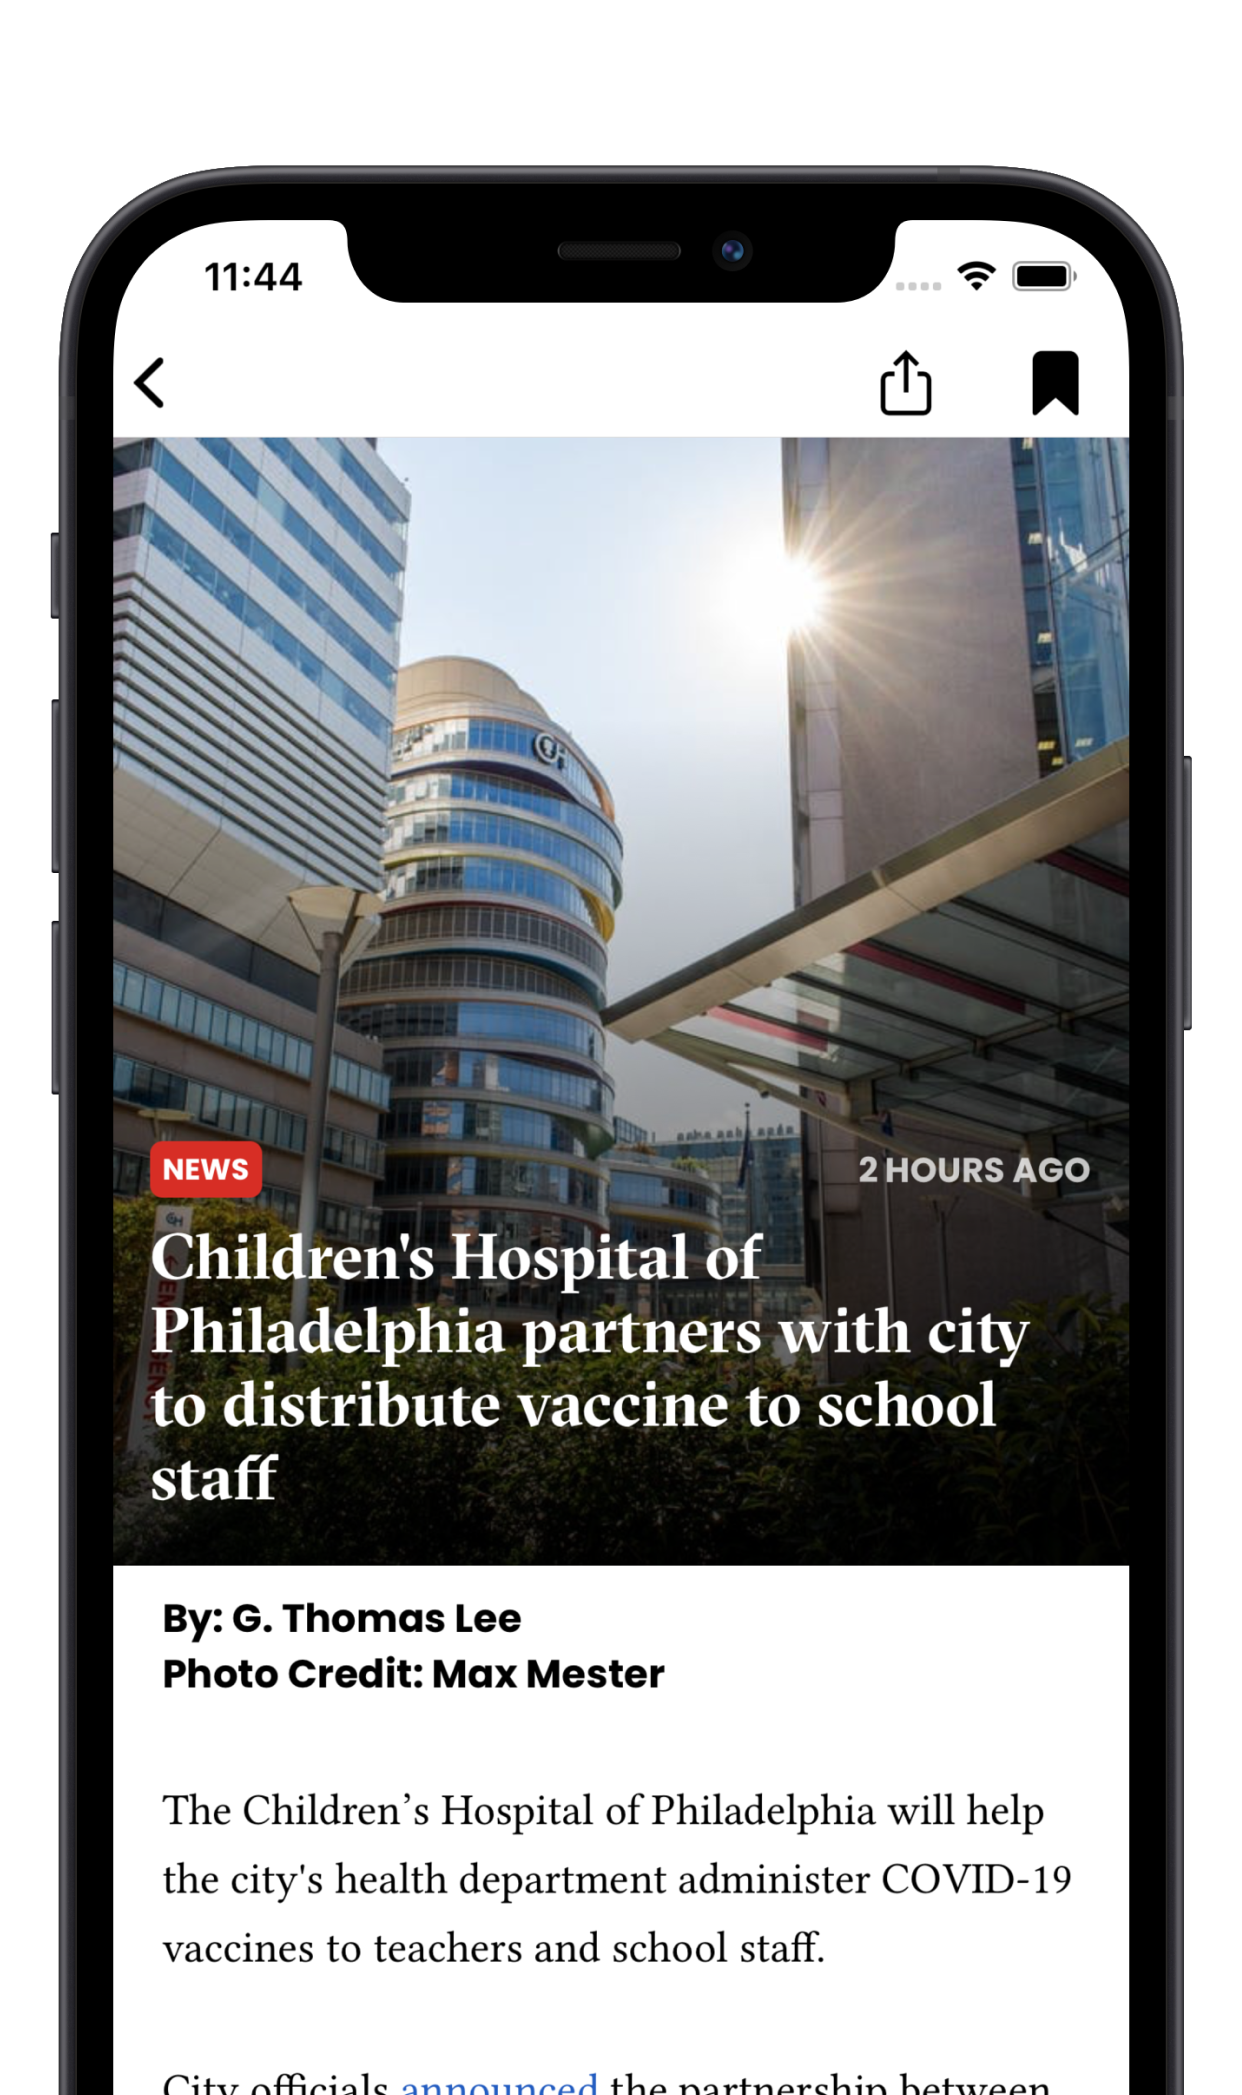 11:44
NEWS
2 HOURS AGO
Children's Hospital of
Philadelphia partners with city
to distribute vaccine to school
staff
By: G. Thomas Lee
Photo Credit: Max Mester
The Children’s Hospital of Philadelphia will help
the city's health department administer COVID-19
vaccines to teachers and school staff.
City officials announced the partnership between